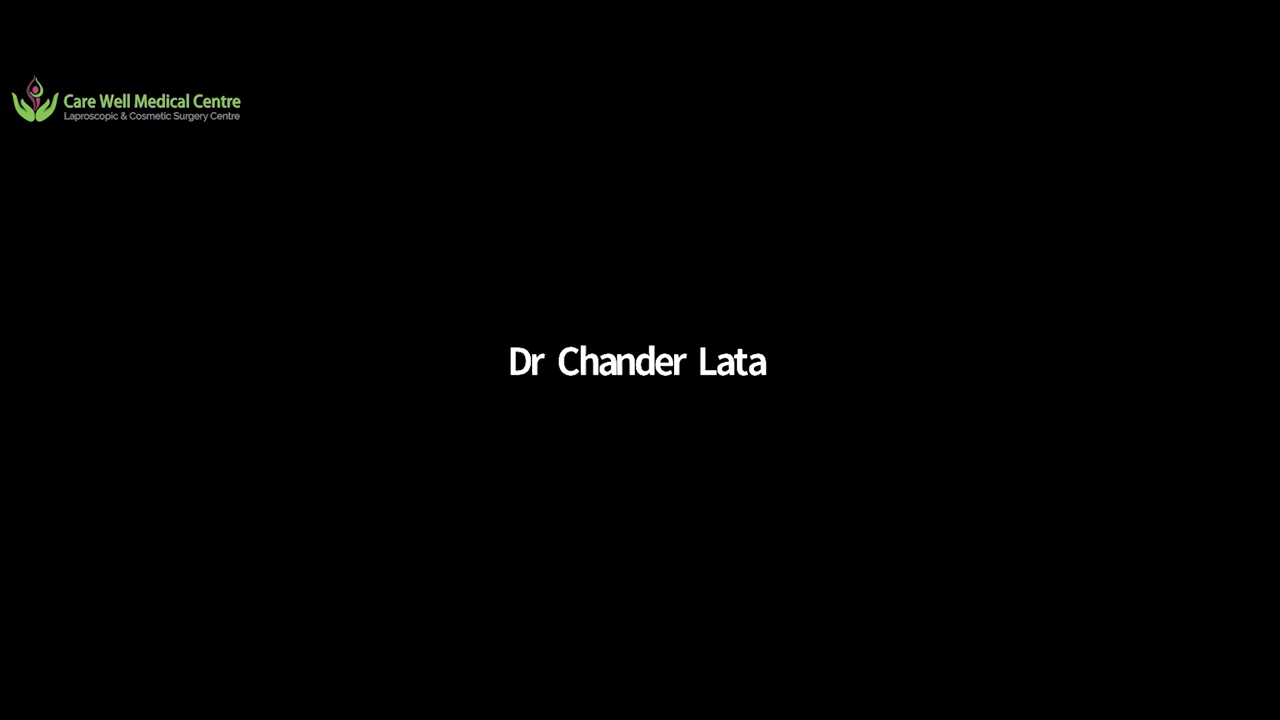 Care Well Medical Centre
Laproscopic & Cosmetic Surgery Centre
Dr Chander Lata